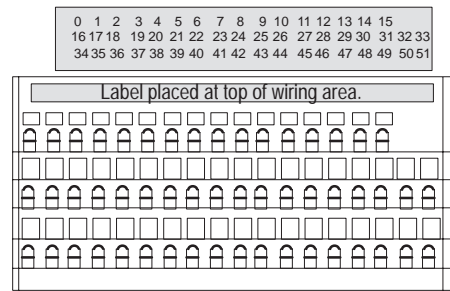 0 1 2 3 4 5 6 7 8 9 10 11 12 13 14 15
16 17 18 19 20 21 22 23 24 25 26 27 28 29 30 31 32 33
34 35 36 37 38 39 40 41 42 43 44 45 46 47 48 49 50 51
Label placed at top of wiring area.